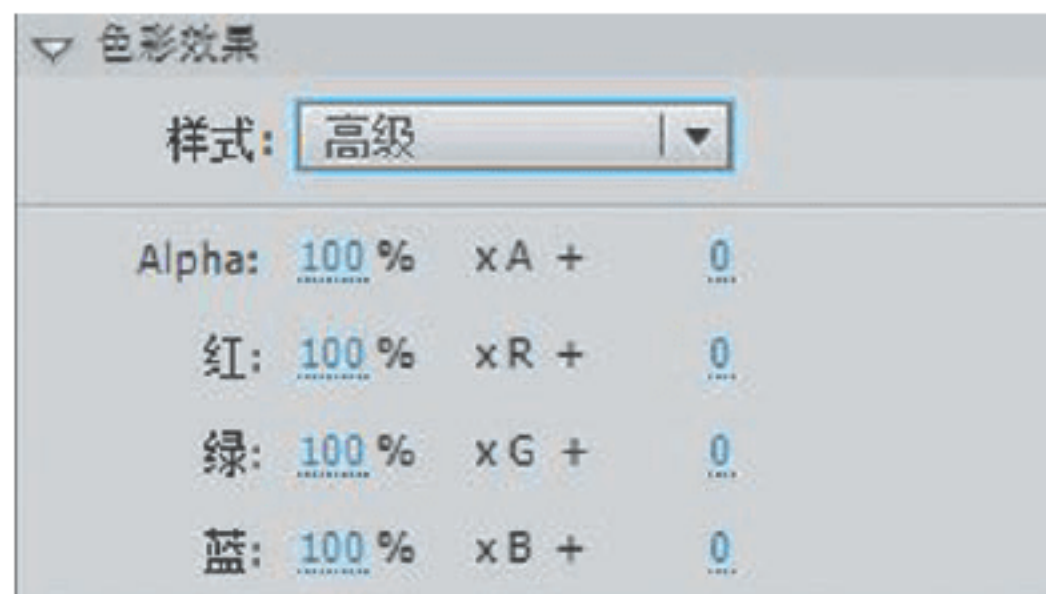 色彩效果
样式: 高级
Alpha: 100 % x A + 0
红: 100 % x R + 0
绿: 100 % x G + 0
蓝: 100 % x B + 0